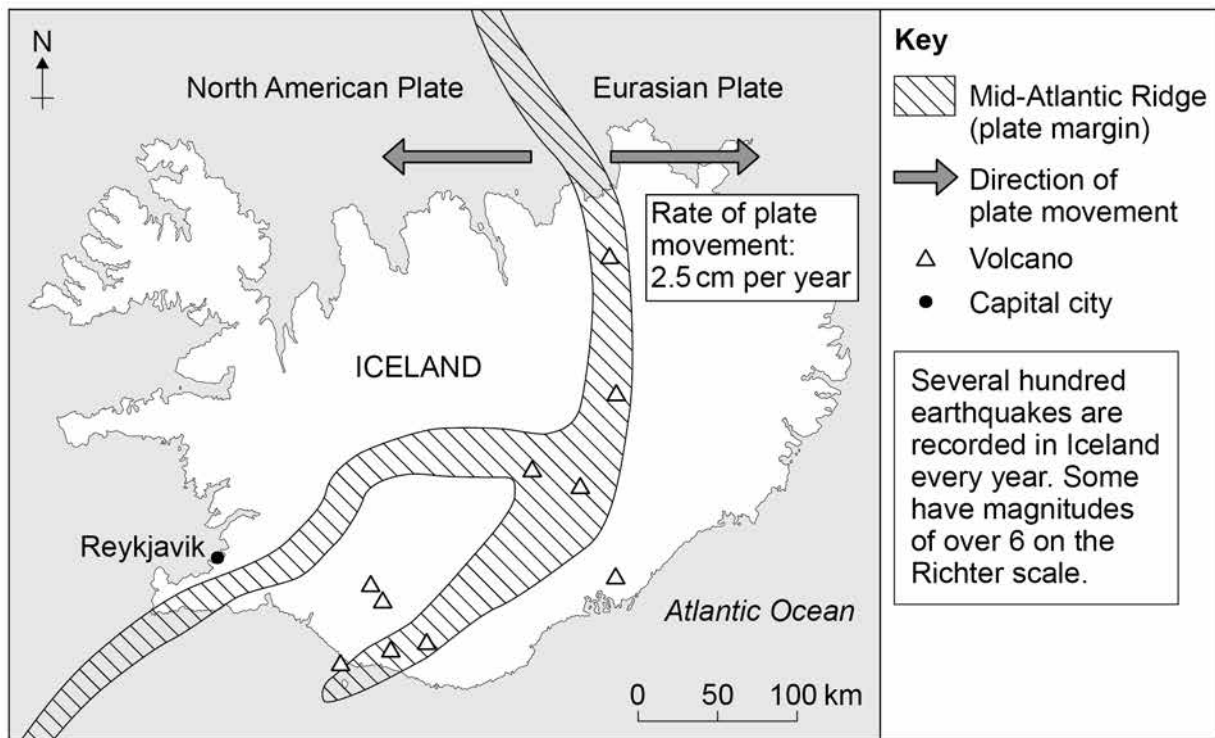 N
North American Plate
Eurasian Plate
Rate of plate
movement:
2.5 cm per year
ICELAND
Reykjavik
Atlantic Ocean
0 50 100 km
Key
Mid-Atlantic Ridge
(plate margin)
Direction of
plate movement
Volcano
Capital city
Several hundred
earthquakes are
recorded in Iceland
every year. Some
have magnitudes
of over 6 on the
Richter scale.